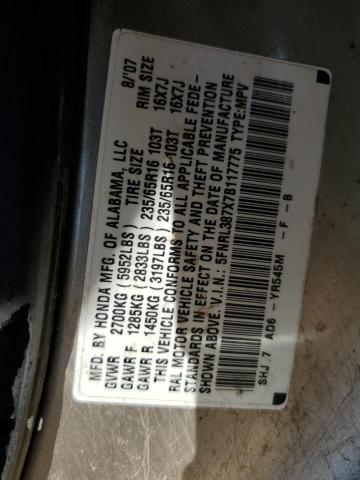 MFD. BY HONDA MFG. OF ALABAMA, LLC 8/'07
GVWR 2700KG (5952LBS) TIRE SIZE RIM SIZE
GAWR F 1285KG (2833LBS) 235/65R16 103T 16X7J
GAWR R 1450KG (3197LBS) 235/65R16 103T 16X7J
THIS VEHICLE CONFORMS TO ALL APPLICABLE FEDE-
RAL MOTOR VEHICLE SAFETY AND THEFT PREVENTION
STANDARDS IN EFFECT ON THE DATE OF MANUFACTURE
SHOWN ABOVE. V.I.N.: 5FNRL387X7B117775 TYPE:MPV
SHJ 7 AD6 - YR545M - F - B